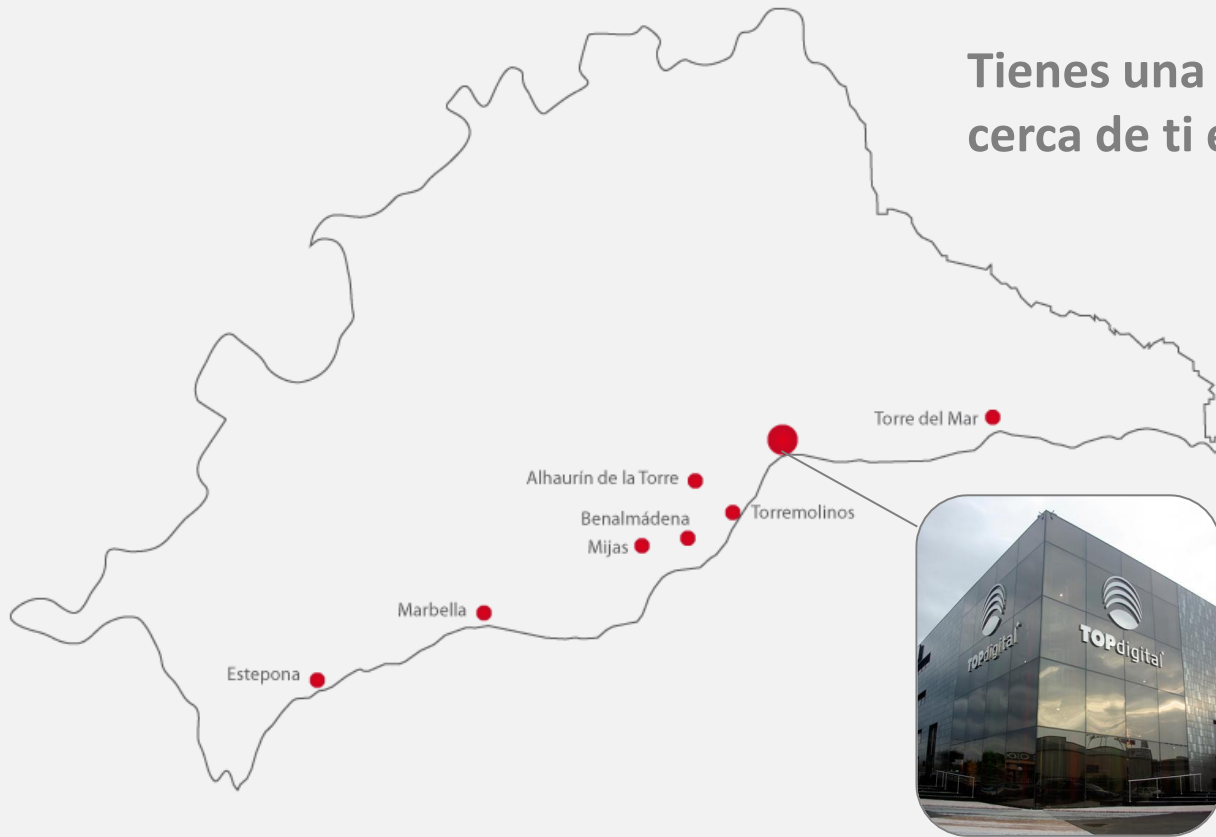 Tienes una
cerca de ti e
Torre del Mar
Alhaurín de la Torre
Benalmádena
Torremolinos
Mijas
Marbella
Estepona
TOPdigital
TOPdigital